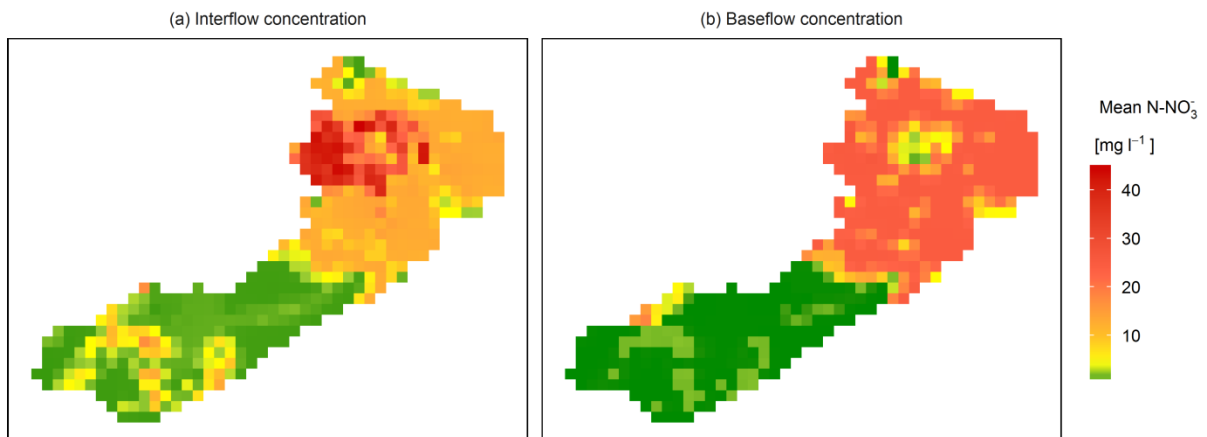 (a) Interflow concentration
(b) Baseflow concentration
Mean N-NO₃⁻
[mg l⁻¹ ]
40
30
20
10